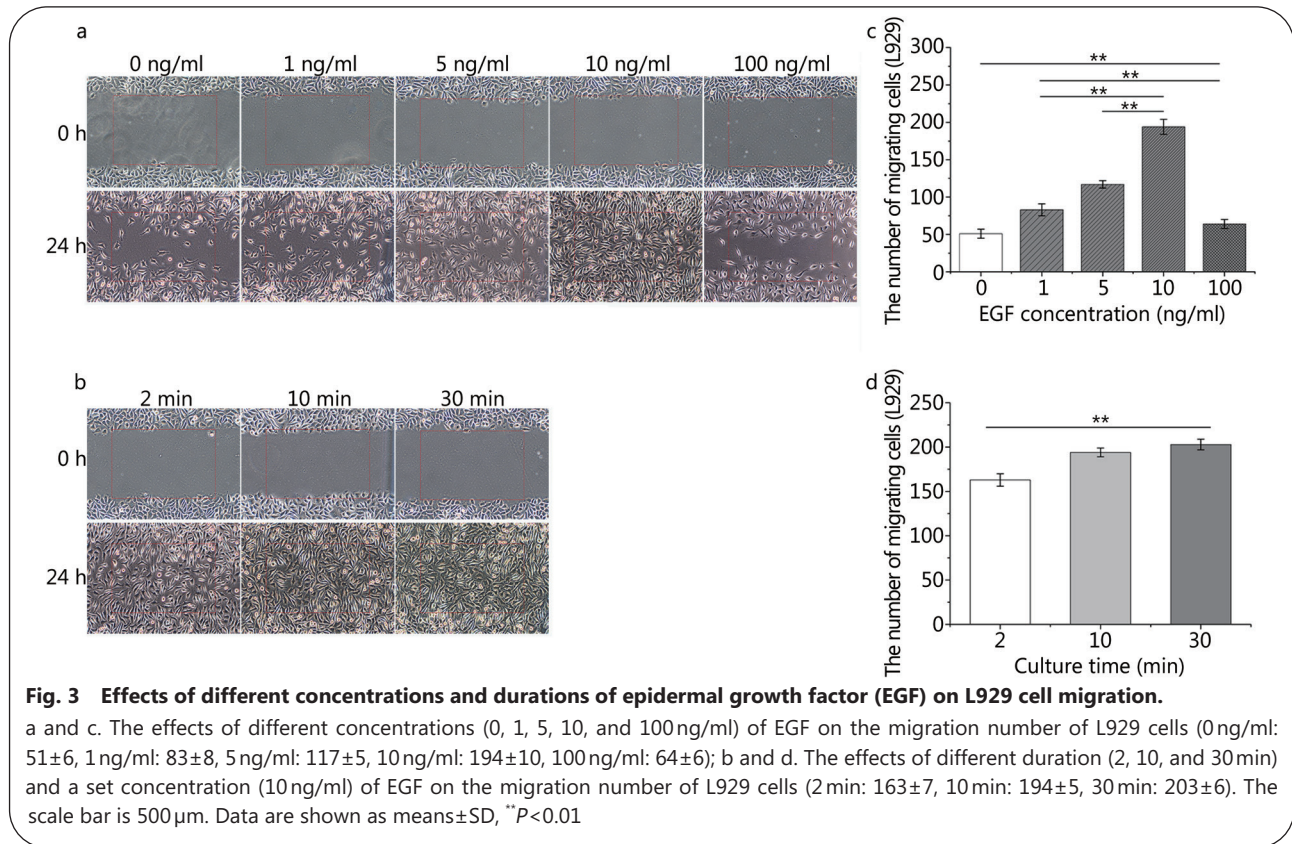 a
0 ng/ml 1 ng/ml 5 ng/ml 10 ng/ml 100 ng/ml
0 h
24 h
b
2 min 10 min 30 min
0 h
24 h
c
The number of migrating cells (L929)
300
250
200
150
100
50
0
**
**
**
**
0 1 5 10 100
EGF concentration (ng/ml)
d
The number of migrating cells (L929)
250
200
150
100
50
0
**
2 10 30
Culture time (min)
Fig. 3 Effects of different concentrations and durations of epidermal growth factor (EGF) on L929 cell migration.
a and c. The effects of different concentrations (0, 1, 5, 10, and 100 ng/ml) of EGF on the migration number of L929 cells (0 ng/ml:
51±6, 1 ng/ml: 83±8, 5 ng/ml: 117±5, 10 ng/ml: 194±10, 100 ng/ml: 64±6); b and d. The effects of different duration (2, 10, and 30 min)
and a set concentration (10 ng/ml) of EGF on the migration number of L929 cells (2 min: 163±7, 10 min: 194±5, 30 min: 203±6). The
scale bar is 500 μm. Data are shown as means±SD, **P<0.01